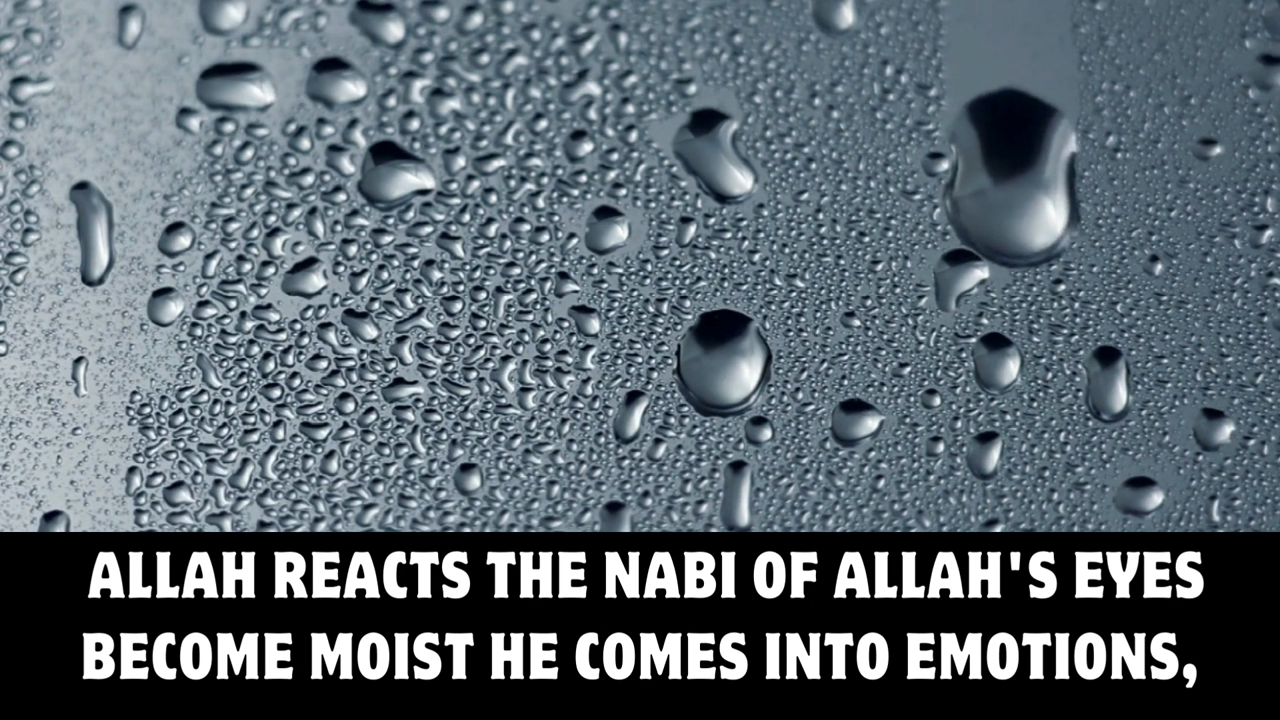 ALLAH REACTS THE NABI OF ALLAH'S EYES
BECOME MOIST HE COMES INTO EMOTIONS,